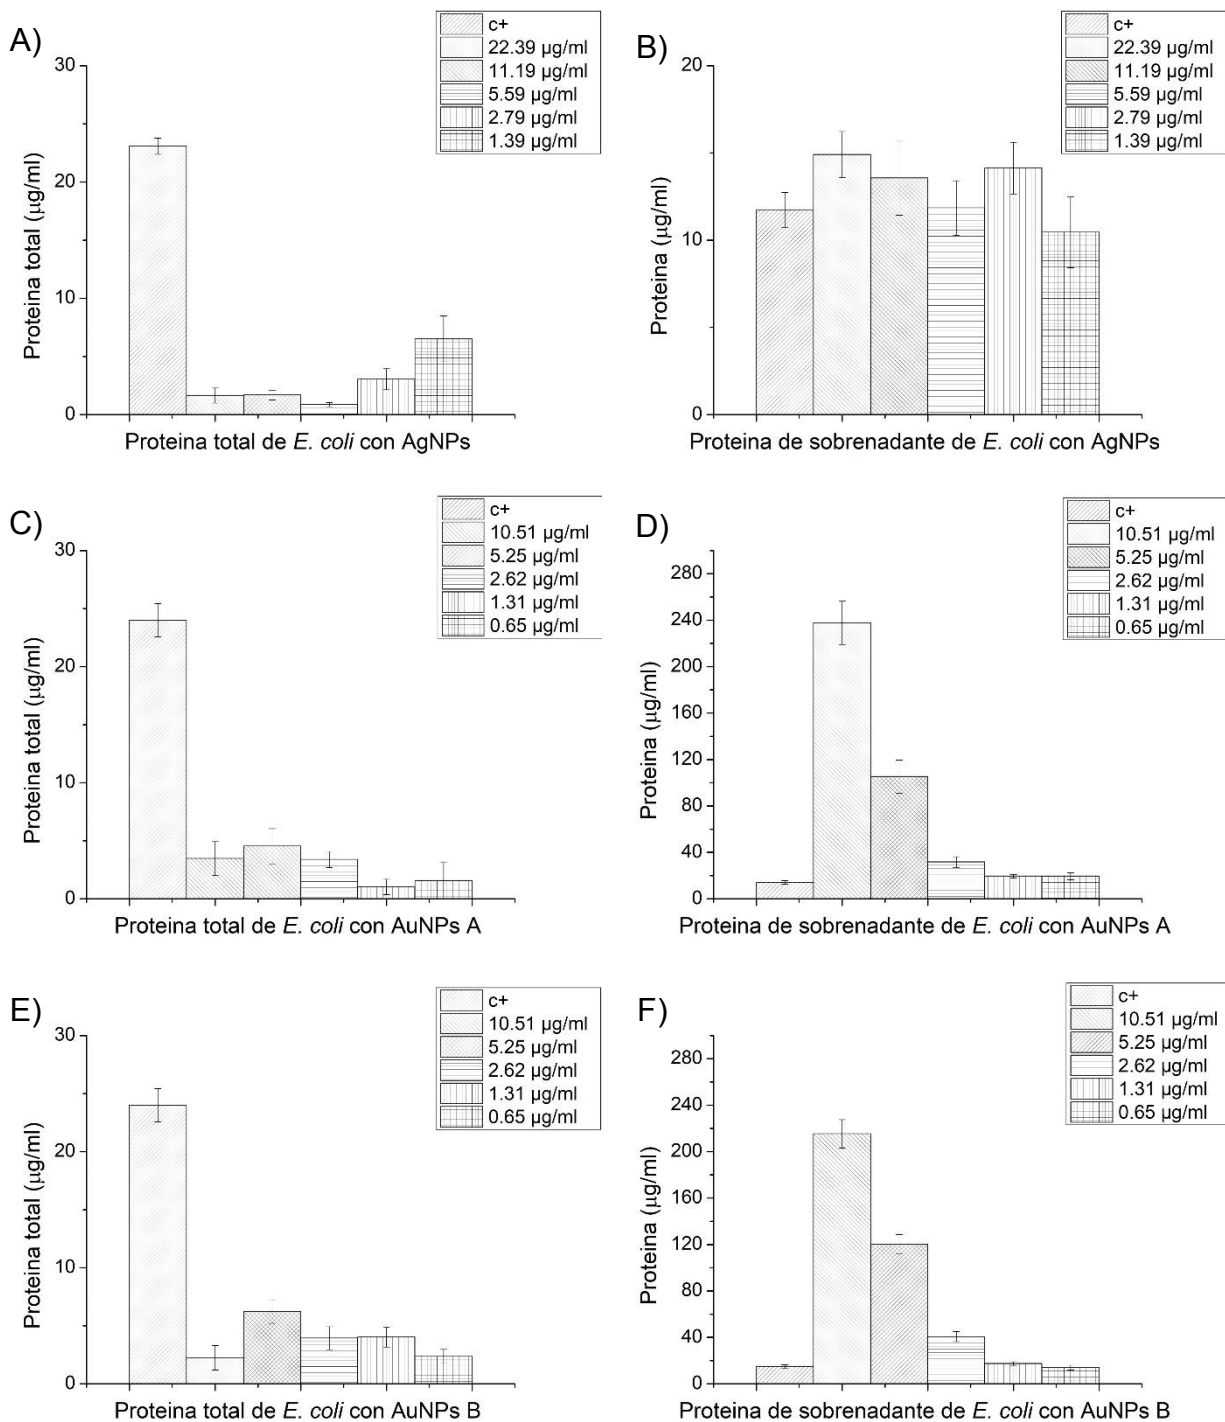 A)
c+
22.39 µg/ml
11.19 µg/ml
5.59 µg/ml
2.79 µg/ml
1.39 µg/ml
30
20
10
0
Proteina total (µg/ml)
Proteina total de E. coli con AgNPs
B)
c+
22.39 µg/ml
11.19 µg/ml
5.59 µg/ml
2.79 µg/ml
1.39 µg/ml
20
10
0
Proteina (µg/ml)
Proteina de sobrenadante de E. coli con AgNPs
C)
c+
10.51 µg/ml
5.25 µg/ml
2.62 µg/ml
1.31 µg/ml
0.65 µg/ml
30
20
10
0
Proteina total (µg/ml)
Proteina total de E. coli con AuNPs A
D)
c+
10.51 µg/ml
5.25 µg/ml
2.62 µg/ml
1.31 µg/ml
0.65 µg/ml
280
240
200
160
120
80
40
0
Proteina (µg/ml)
Proteina de sobrenadante de E. coli con AuNPs A
E)
c+
10.51 µg/ml
5.25 µg/ml
2.62 µg/ml
1.31 µg/ml
0.65 µg/ml
30
20
10
0
Proteina total (µg/ml)
Proteina total de E. coli con AuNPs B
F)
c+
10.51 µg/ml
5.25 µg/ml
2.62 µg/ml
1.31 µg/ml
0.65 µg/ml
280
240
200
160
120
80
40
0
Proteina (µg/ml)
Proteina de sobrenadante de E. coli con AuNPs B